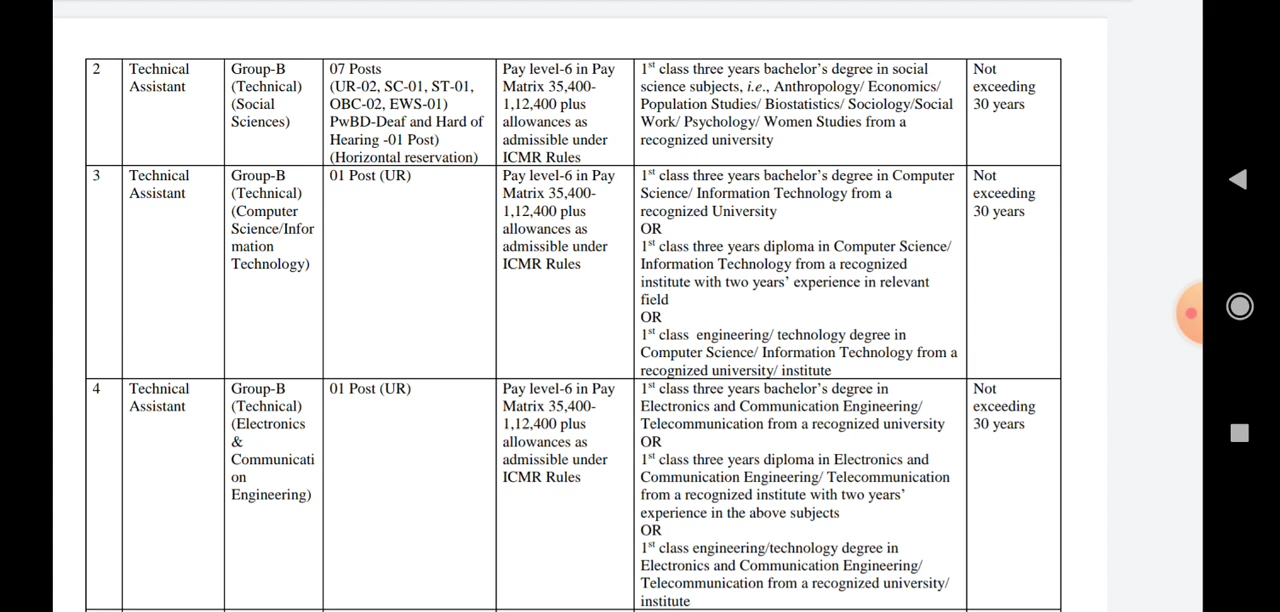 2
Technical
Assistant
Group-B
(Technical)
(Social
Sciences)
07 Posts
(UR-02, SC-01, ST-01,
OBC-02, EWS-01)
PwBD-Deaf and Hard of
Hearing -01 Post)
(Horizontal reservation)
Pay level-6 in Pay
Matrix 35,400-
1,12,400 plus
allowances as
admissible under
ICMR Rules
1st class three years bachelor’s degree in social
science subjects, i.e., Anthropology/ Economics/
Population Studies/ Biostatistics/ Sociology/Social
Work/ Psychology/ Women Studies from a
recognized university
Not
exceeding
30 years
3
Technical
Assistant
Group-B
(Technical)
(Computer
Science/Infor
mation
Technology)
01 Post (UR)
Pay level-6 in Pay
Matrix 35,400-
1,12,400 plus
allowances as
admissible under
ICMR Rules
1st class three years bachelor’s degree in Computer
Science/ Information Technology from a
recognized University
OR
1st class three years diploma in Computer Science/
Information Technology from a recognized
institute with two years’ experience in relevant
field
OR
1st class engineering/ technology degree in
Computer Science/ Information Technology from a
recognized university/ institute
Not
exceeding
30 years
4
Technical
Assistant
Group-B
(Technical)
(Electronics
&
Communicati
on
Engineering)
01 Post (UR)
Pay level-6 in Pay
Matrix 35,400-
1,12,400 plus
allowances as
admissible under
ICMR Rules
1st class three years bachelor’s degree in
Electronics and Communication Engineering/
Telecommunication from a recognized university
OR
1st class three years diploma in Electronics and
Communication Engineering/ Telecommunication
from a recognized institute with two years’
experience in the above subjects
OR
1st class engineering/technology degree in
Electronics and Communication Engineering/
Telecommunication from a recognized university/
institute
Not
exceeding
30 years